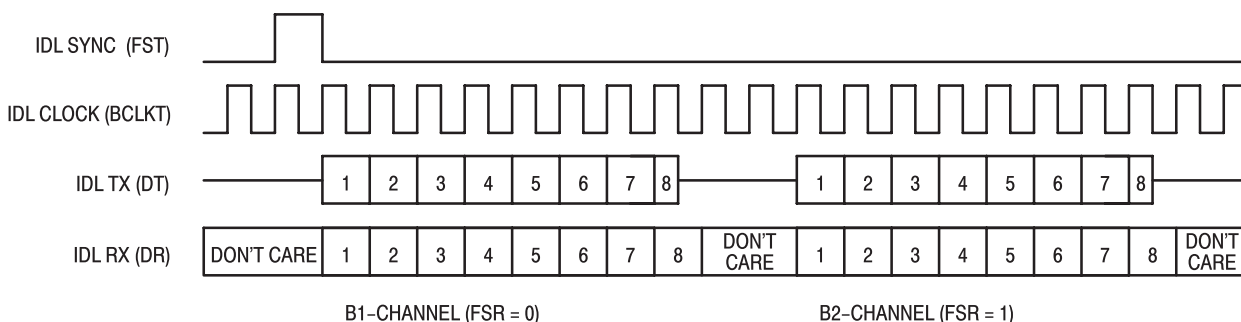 IDL SYNC (FST)
IDL CLOCK (BCLKT)
IDL TX (DT)
1 2 3 4 5 6 7 8 1 2 3 4 5 6 7 8
IDL RX (DR)
DON'T CARE 1 2 3 4 5 6 7 8 DON'T CARE 1 2 3 4 5 6 7 8 DON'T CARE
B1–CHANNEL (FSR = 0) B2–CHANNEL (FSR = 1)